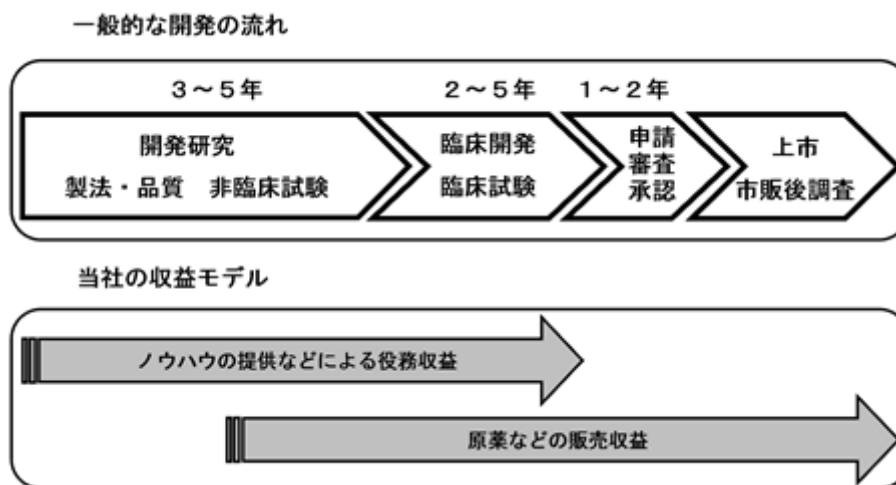 一般的な開発の流れ
3～5年
2～5年
1～2年
開発研究
製法・品質　非臨床試験
臨床開発
臨床試験
申請
審査
承認
上市
市販後調査
当社の収益モデル
ノウハウの提供などによる役務収益
原薬などの販売収益